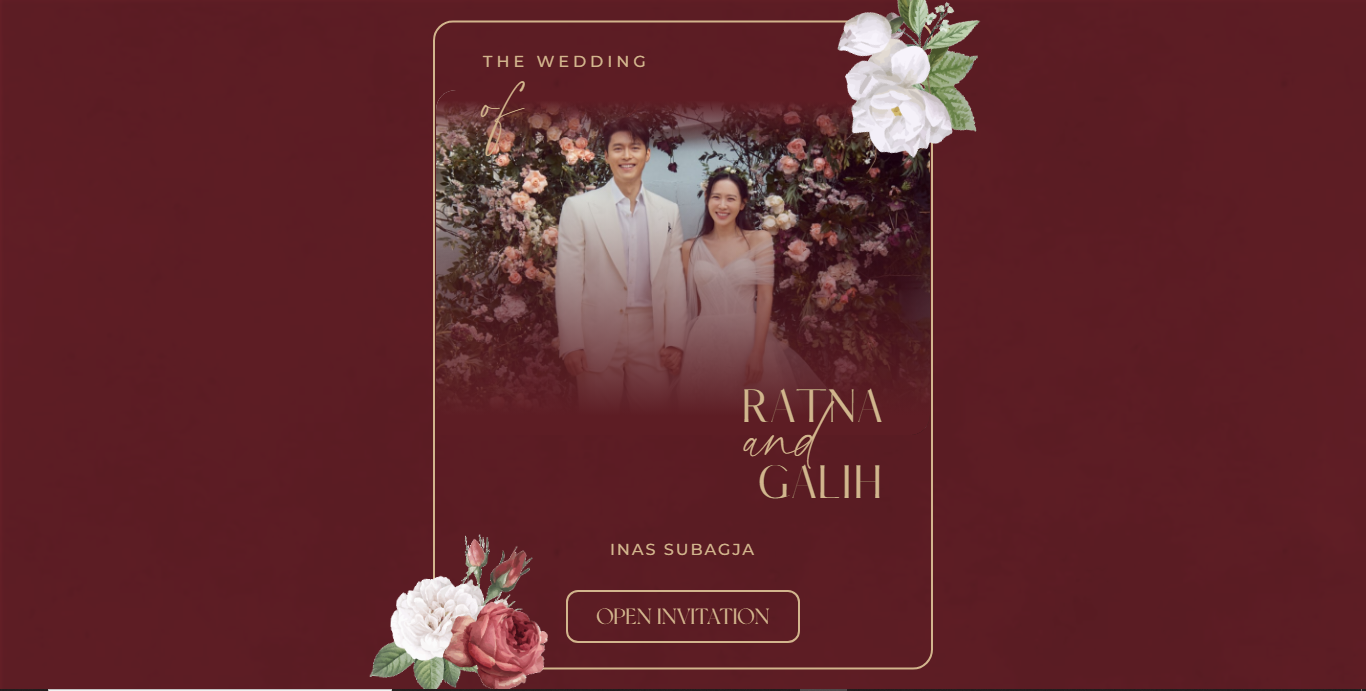 THE WEDDING
of
RATNA
and
GALIH
INAS SUBAGJA
OPEN INVITATION